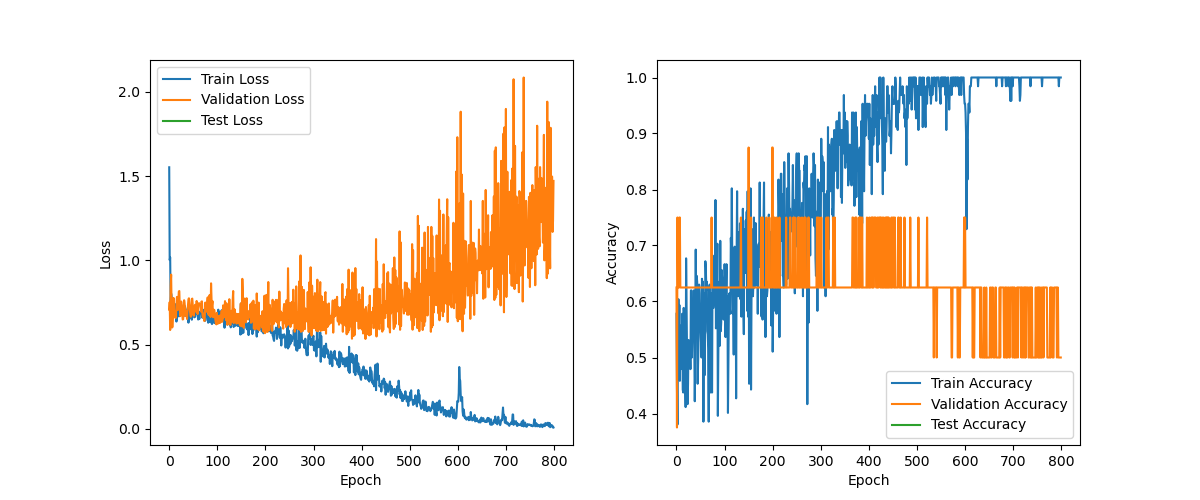 Train Loss
Validation Loss
Test Loss
2.0
1.5
1.0
0.5
0.0
Loss
0 100 200 300 400 500 600 700 800
Epoch
1.0
0.9
0.8
0.7
0.6
0.5
0.4
Accuracy
Train Accuracy
Validation Accuracy
Test Accuracy
0 100 200 300 400 500 600 700 800
Epoch